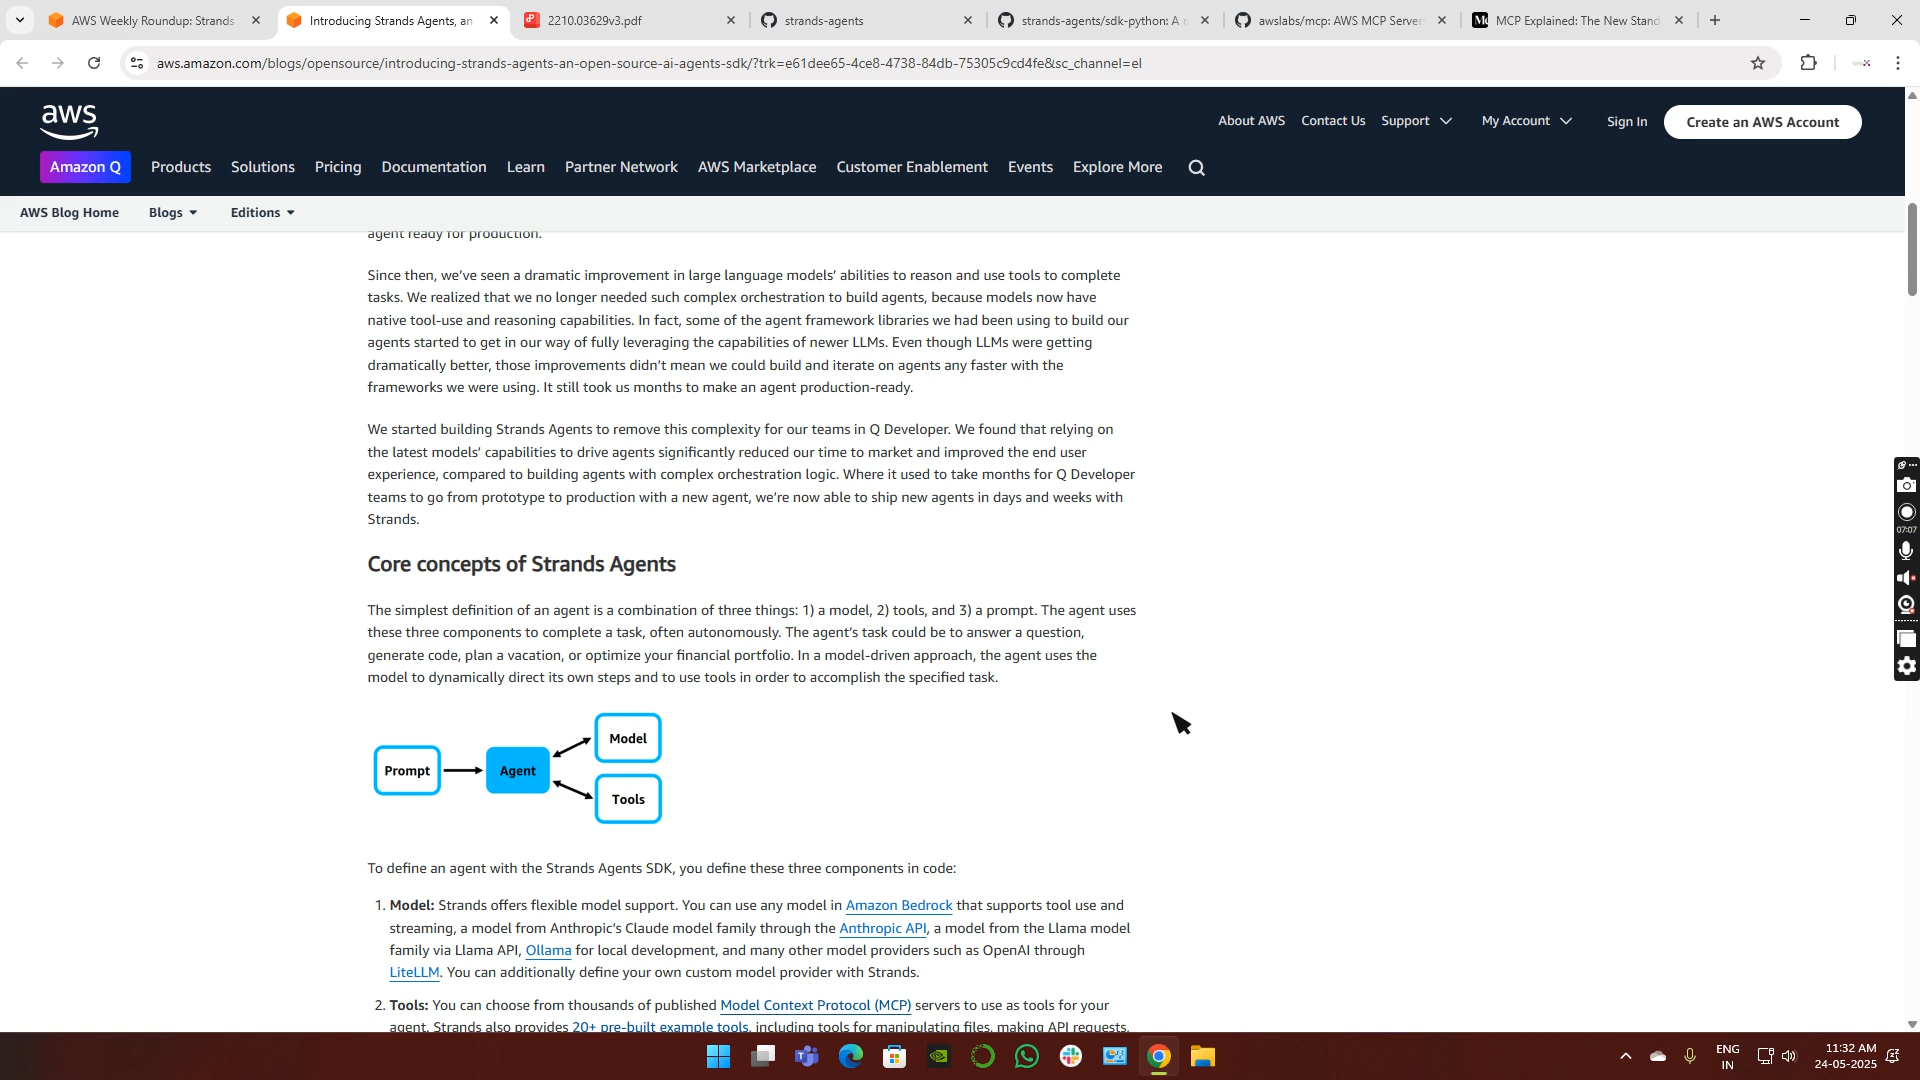 AWS Weekly Roundup: Strands
Introducing Strands Agents, an
2210.03629v3.pdf
strands-agents
strands-agents/sdk-python: A n
awslabs/mcp: AWS MCP Server
MCP Explained: The New Stand
aws.amazon.com/blogs/opensource/introducing-strands-agents-an-open-source-ai-agents-sdk/?trk=e61dee65-4ce8-4738-84db-75305c9cd4fe&sc_channel=el
aws
About AWS Contact Us Support My Account Sign In Create an AWS Account
Amazon Q Products Solutions Pricing Documentation Learn Partner Network AWS Marketplace Customer Enablement Events Explore More
AWS Blog Home Blogs Editions
agent ready for production.
Since then, we've seen a dramatic improvement in large language models' abilities to reason and use tools to complete
tasks. We realized that we no longer needed such complex orchestration to build agents, because models now have
native tool-use and reasoning capabilities. In fact, some of the agent framework libraries we had been using to build our
agents started to get in our way of fully leveraging the capabilities of newer LLMs. Even though LLMs were getting
dramatically better, those improvements didn't mean we could build and iterate on agents any faster with the
frameworks we were using. It still took us months to make an agent production-ready.
We started building Strands Agents to remove this complexity for our teams in Q Developer. We found that relying on
the latest models' capabilities to drive agents significantly reduced our time to market and improved the end user
experience, compared to building agents with complex orchestration logic. Where it used to take months for Q Developer
teams to go from prototype to production with a new agent, we're now able to ship new agents in days and weeks with
Strands.
Core concepts of Strands Agents
The simplest definition of an agent is a combination of three things: 1) a model, 2) tools, and 3) a prompt. The agent uses
these three components to complete a task, often autonomously. The agent's task could be to answer a question,
generate code, plan a vacation, or optimize your financial portfolio. In a model-driven approach, the agent uses the
model to dynamically direct its own steps and to use tools in order to accomplish the specified task.
Model
Prompt Agent
Tools
To define an agent with the Strands Agents SDK, you define these three components in code:
1. Model: Strands offers flexible model support. You can use any model in Amazon Bedrock that supports tool use and
streaming, a model from Anthropic's Claude model family through the Anthropic API, a model from the Llama model
family via Llama API, Ollama for local development, and many other model providers such as OpenAI through
LiteLLM. You can additionally define your own custom model provider with Strands.
2. Tools: You can choose from thousands of published Model Context Protocol (MCP) servers to use as tools for your
agent. Strands also provides 20+ pre-built example tools, including tools for manipulating files, making API requests,
07:07
ENG
IN
11:32 AM
24-05-2025